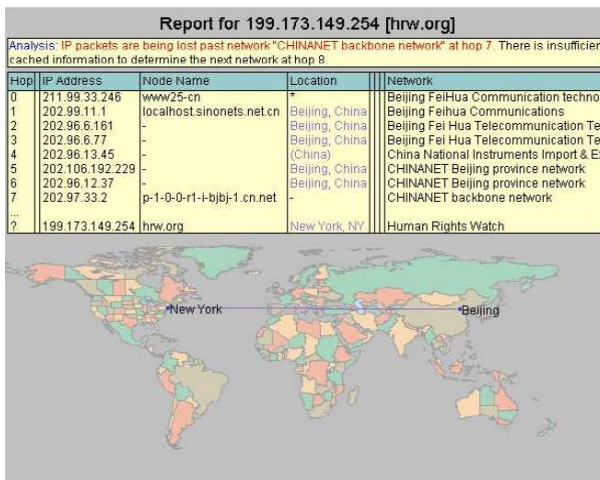 Report for 199.173.149.254 [hrw.org]
Analysis: IP packets are being lost past network "CHINANET backbone network" at hop 7. There is insufficien
cached information to determine the next network at hop 8.
Hop IP Address Node Name Location Network
0 211.99.33.246 www25-cn * Beijing FeiHua Communication techno
1 202.99.11.1 localhost.sinonets.net.cn Beijing, China Beijing Feihua Communications
2 202.96.6.161 - Beijing, China Beijing Fei Hua Telecommunication Te
3 202.96.6.77 - Beijing, China Beijing Fei Hua Telecommunication Te
4 202.96.13.45 - (China) China National Instruments Import & E
5 202.106.192.229 - Beijing, China CHINANET Beijing province network
6 202.96.12.37 - Beijing, China CHINANET Beijing province network
7 202.97.33.2 p-1-0-0-r1-i-bjbj-1.cn.net - CHINANET backbone network
...
? 199.173.149.254 hrw.org New York, NY Human Rights Watch
New York Beijing